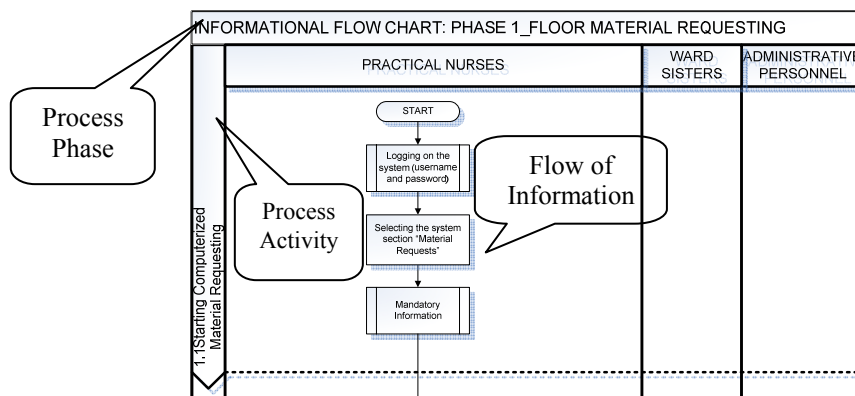 INFORMATIONAL FLOW CHART: PHASE 1_FLOOR MATERIAL REQUESTING
PRACTICAL NURSES
WARD
SISTERS
ADMINISTRATIVE
PERSONNEL
Process
Phase
START
Logging on the
system (username
and password)
Flow of
Information
Process
Activity
Selecting the system
section “Material
Requests”
Mandatory
Information
1.1Starting Computerized
Material Requesting